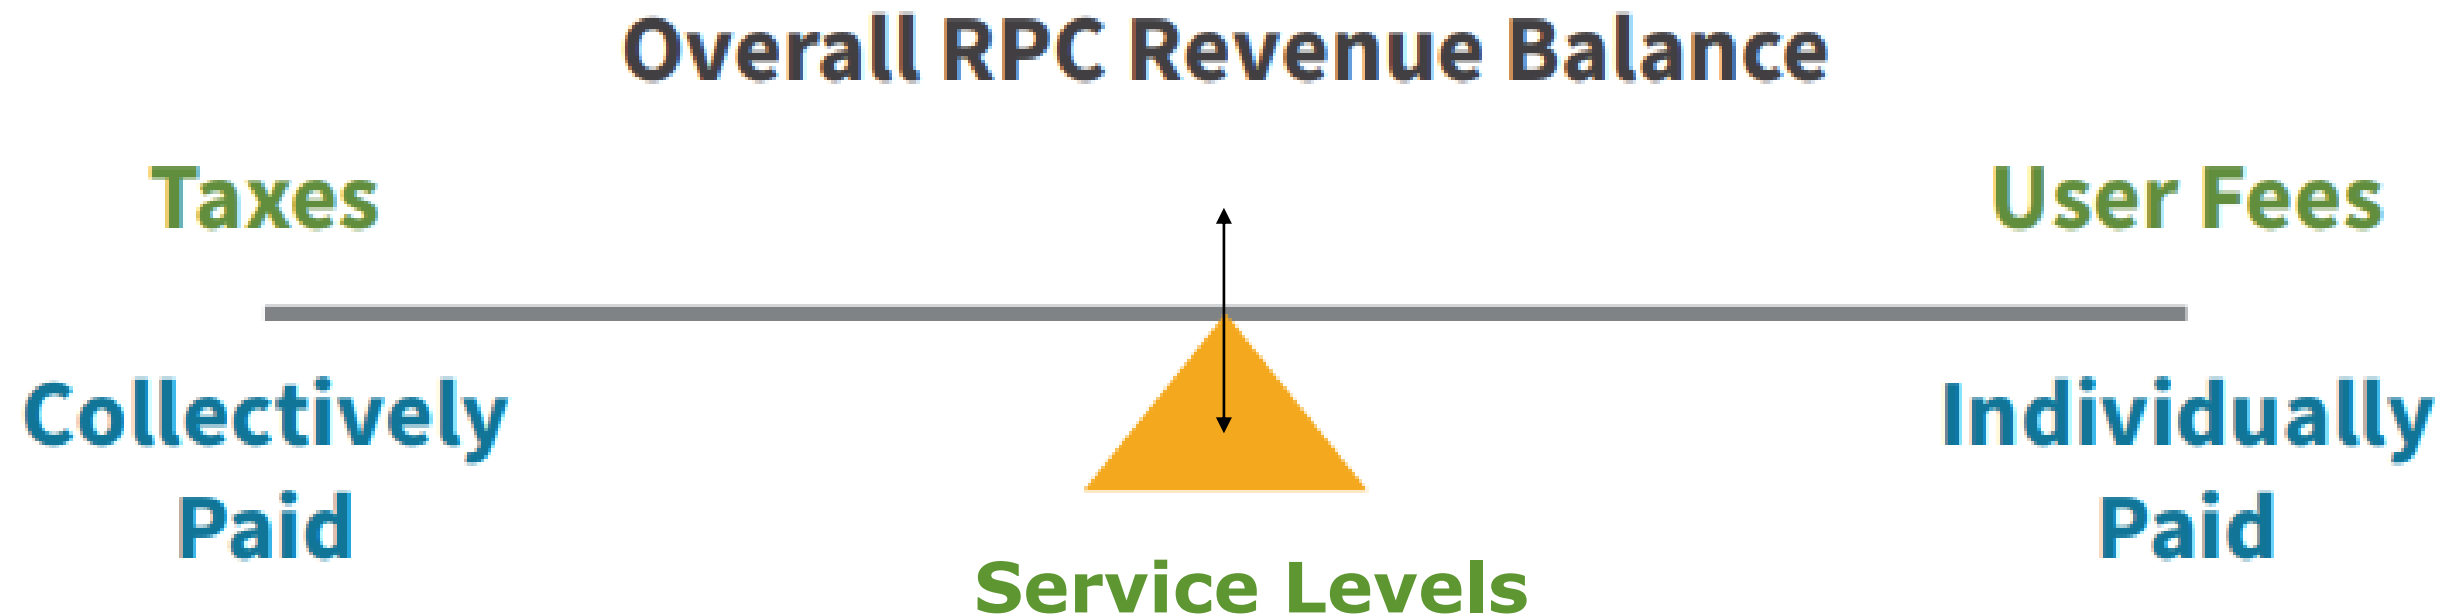 Overall RPC Revenue Balance
Taxes
User Fees
Collectively
Paid
Individually
Paid
Service Levels